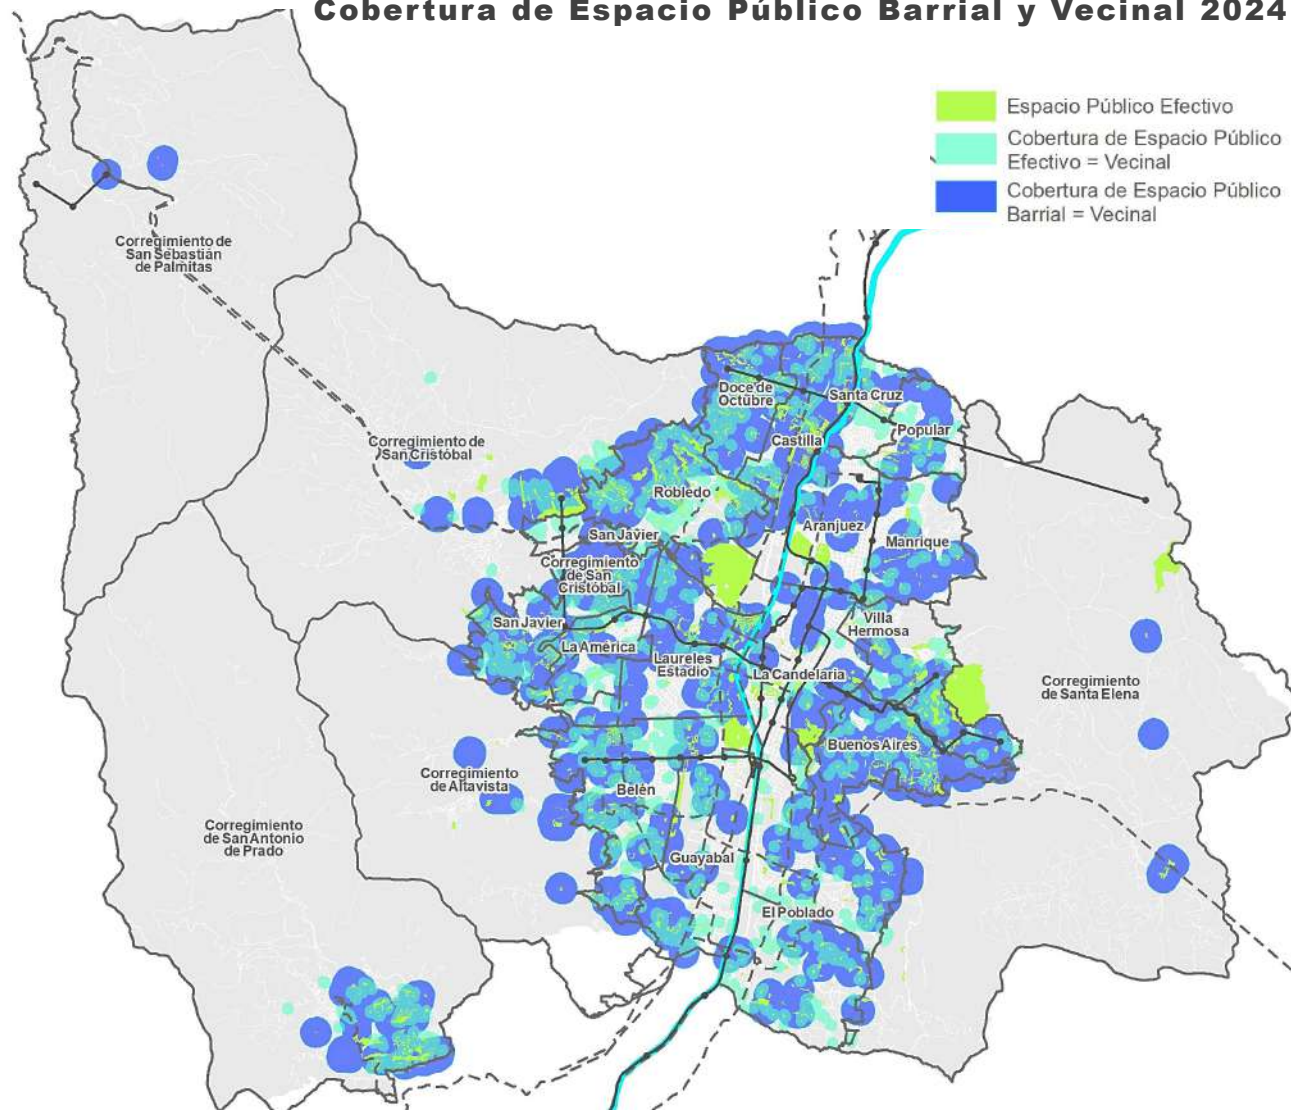 Cobertura de Espacio Público Barrial y Vecinal 2024
Espacio Público Efectivo
Cobertura de Espacio Público
Efectivo = Vecinal
Cobertura de Espacio Público
Barrial = Vecinal
Corregimiento de
San Sebastián
de Palmitas
Doce de
Octubre
Santa Cruz
Popular
Castilla
Corregimiento de
San Cristóbal
Robledo
Aranjuez
San Javier
Manrique
Corregimiento
de San
Cristóbal
San Javier
Villa
Hermosa
La América
Laureles
Estadio
La Candelaria
Corregimiento
de Santa Elena
Buenos Aires
Corregimiento
de Altavista
Belén
Corregimiento
de San Antonio
de Prado
Guayabal
El Poblado